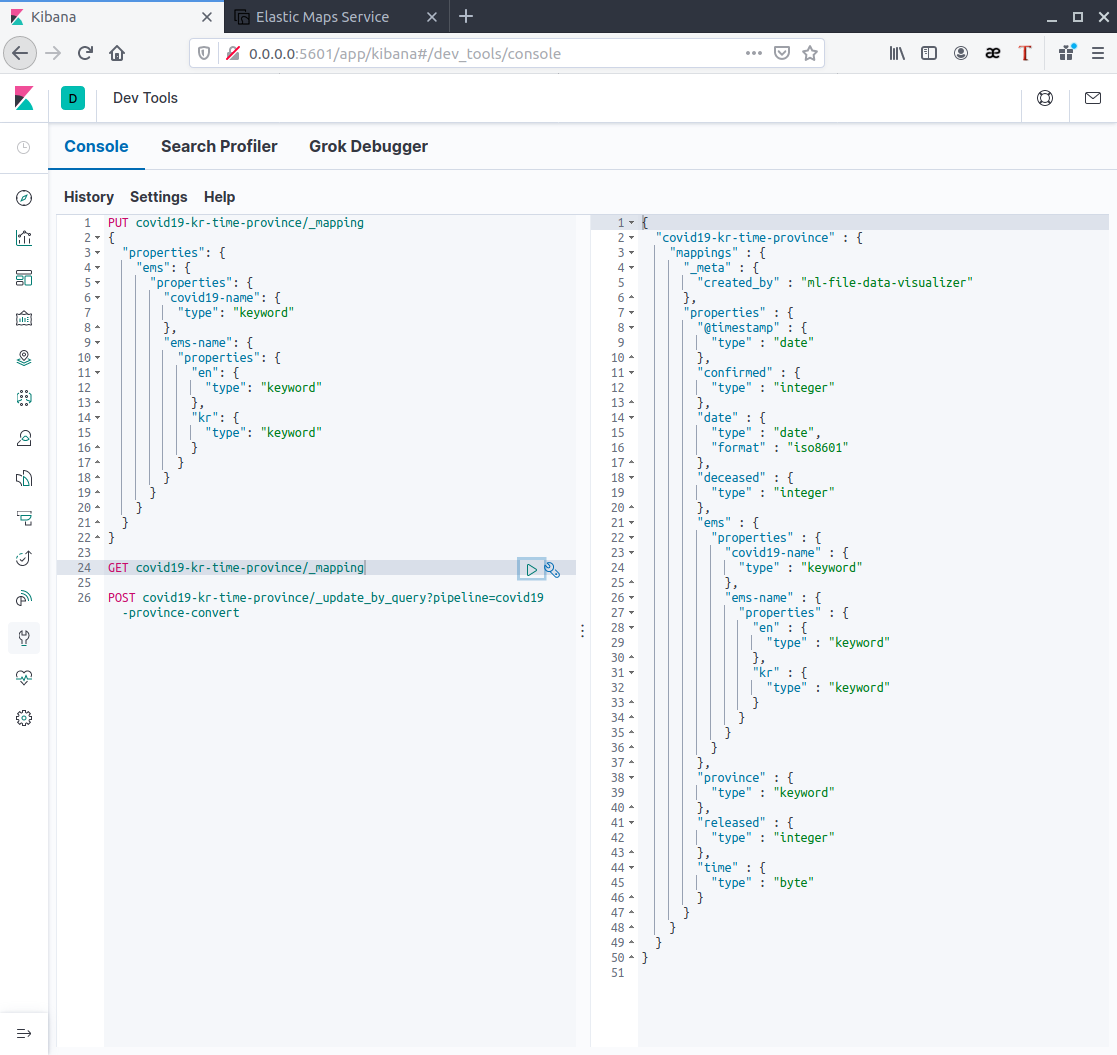 Kibana
Elastic Maps Service
0.0.0.0:5601/app/kibana#/dev_tools/console
D
Dev Tools
Console
Search Profiler
Grok Debugger
History
Settings
Help
1 PUT covid19-kr-time-province/_mapping
2 {
3 "properties": {
4 "ems": {
5 "properties": {
6 "covid19-name": {
7 "type": "keyword"
8 },
9 "ems-name": {
10 "properties": {
11 "en": {
12 "type": "keyword"
13 },
14 "kr": {
15 "type": "keyword"
16 }
17 }
18 }
19 }
20 }
21 }
22 }
23
24 GET covid19-kr-time-province/_mapping
25
26 POST covid19-kr-time-province/_update_by_query?pipeline=covid19
-province-convert
1 {
2 "covid19-kr-time-province" : {
3 "mappings" : {
4 "_meta" : {
5 "created_by" : "ml-file-data-visualizer"
6 },
7 "properties" : {
8 "@timestamp" : {
9 "type" : "date"
10 },
11 "confirmed" : {
12 "type" : "integer"
13 },
14 "date" : {
15 "type" : "date",
16 "format" : "iso8601"
17 },
18 "deceased" : {
19 "type" : "integer"
20 },
21 "ems" : {
22 "properties" : {
23 "covid19-name" : {
24 "type" : "keyword"
25 },
26 "ems-name" : {
27 "properties" : {
28 "en" : {
29 "type" : "keyword"
30 },
31 "kr" : {
32 "type" : "keyword"
33 }
34 }
35 }
36 }
37 },
38 "province" : {
39 "type" : "keyword"
40 },
41 "released" : {
42 "type" : "integer"
43 },
44 "time" : {
45 "type" : "byte"
46 }
47 }
48 }
49 }
50 }
51